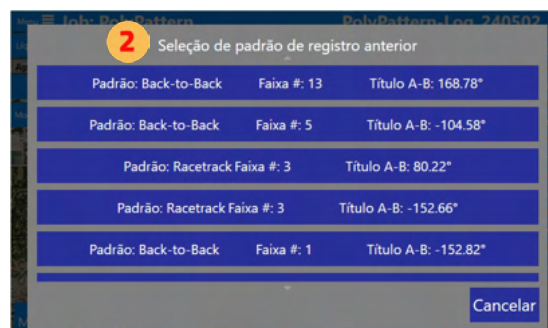 Menu ☰ Job: PolyPattern PolyPattern-Log_240502
2 Seleção de padrão de registro anterior
Padrão: Back-to-Back Faixa #: 13 Título A-B: 168.78°
Padrão: Back-to-Back Faixa #: 5 Título A-B: -104.58°
Padrão: Racetrack Faixa #: 3 Título A-B: 80.22°
Padrão: Racetrack Faixa #: 3 Título A-B: -152.66°
Padrão: Back-to-Back Faixa #: 1 Título A-B: -152.82°
Cancelar